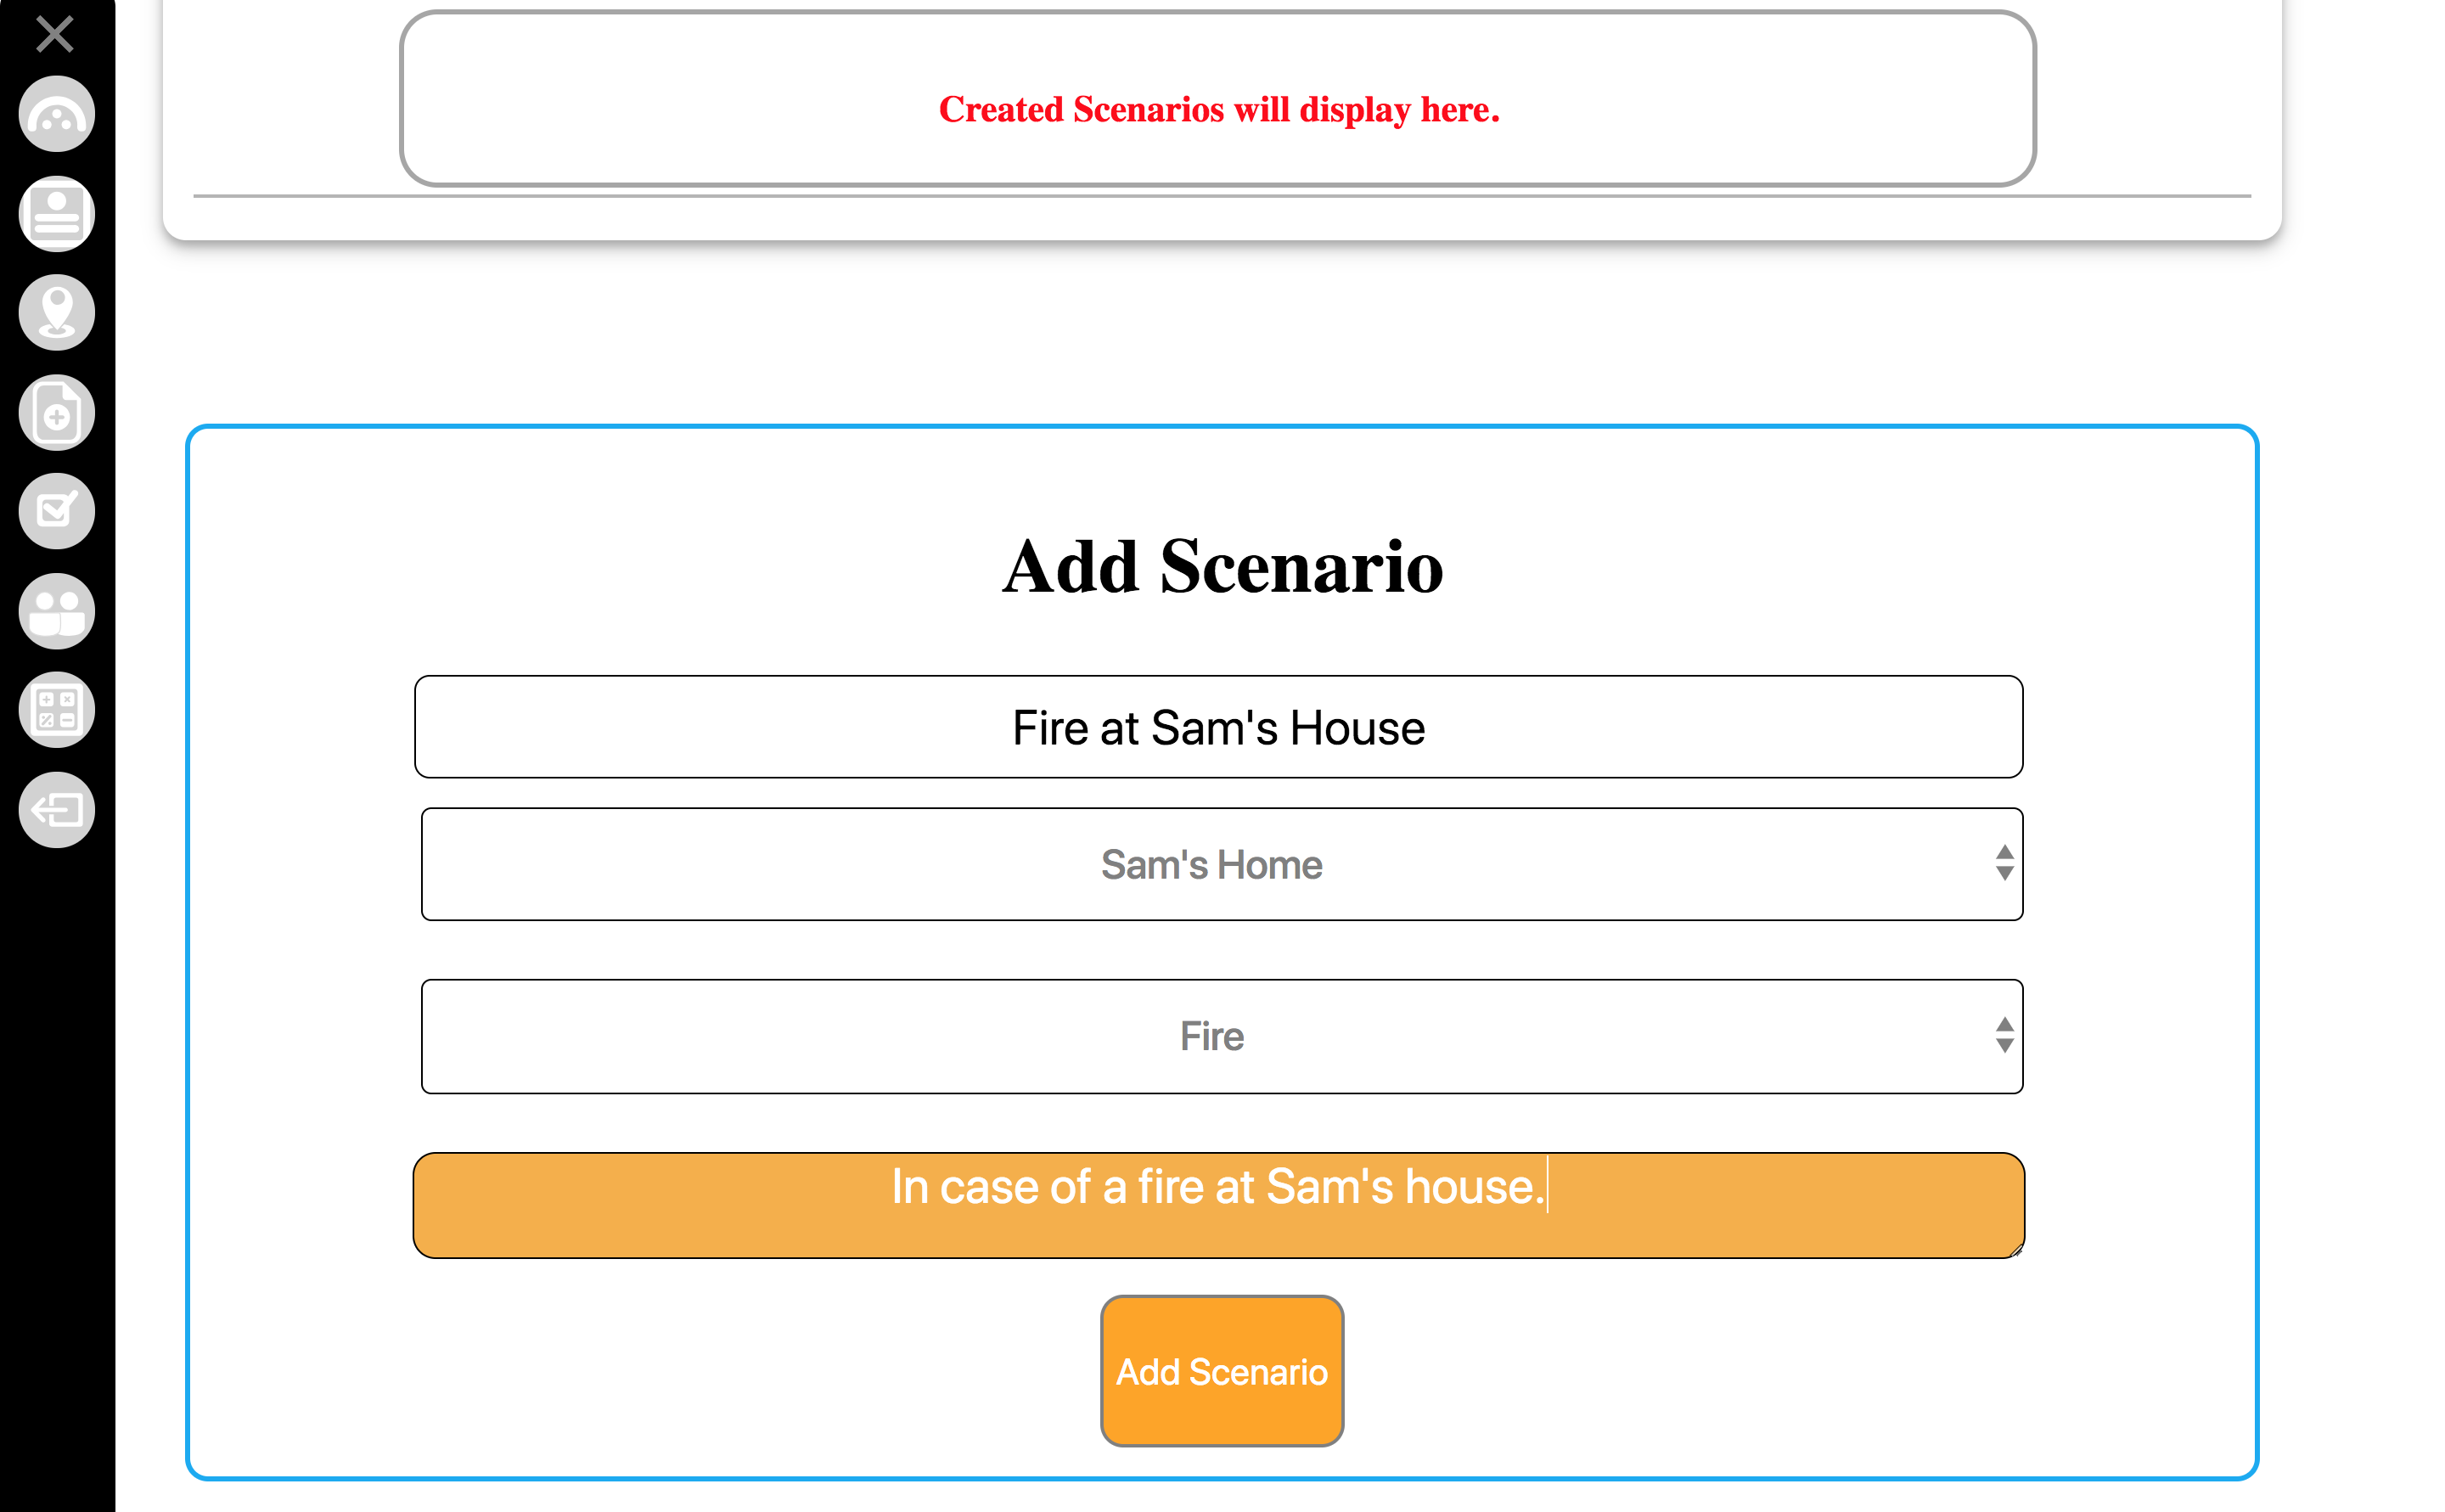 Created Scenarios will display here.
Add Scenario
Fire at Sam's House
Sam's Home
Fire
In case of a fire at Sam's house.
Add Scenario